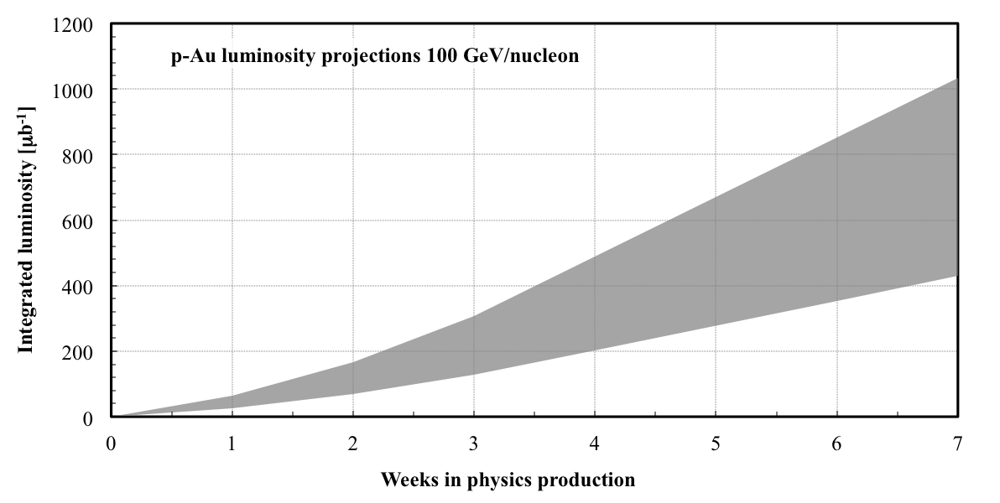 p-Au luminosity projections 100 GeV/nucleon
Integrated luminosity [μb⁻¹]
1200
1000
800
600
400
200
0
0 1 2 3 4 5 6 7
Weeks in physics production